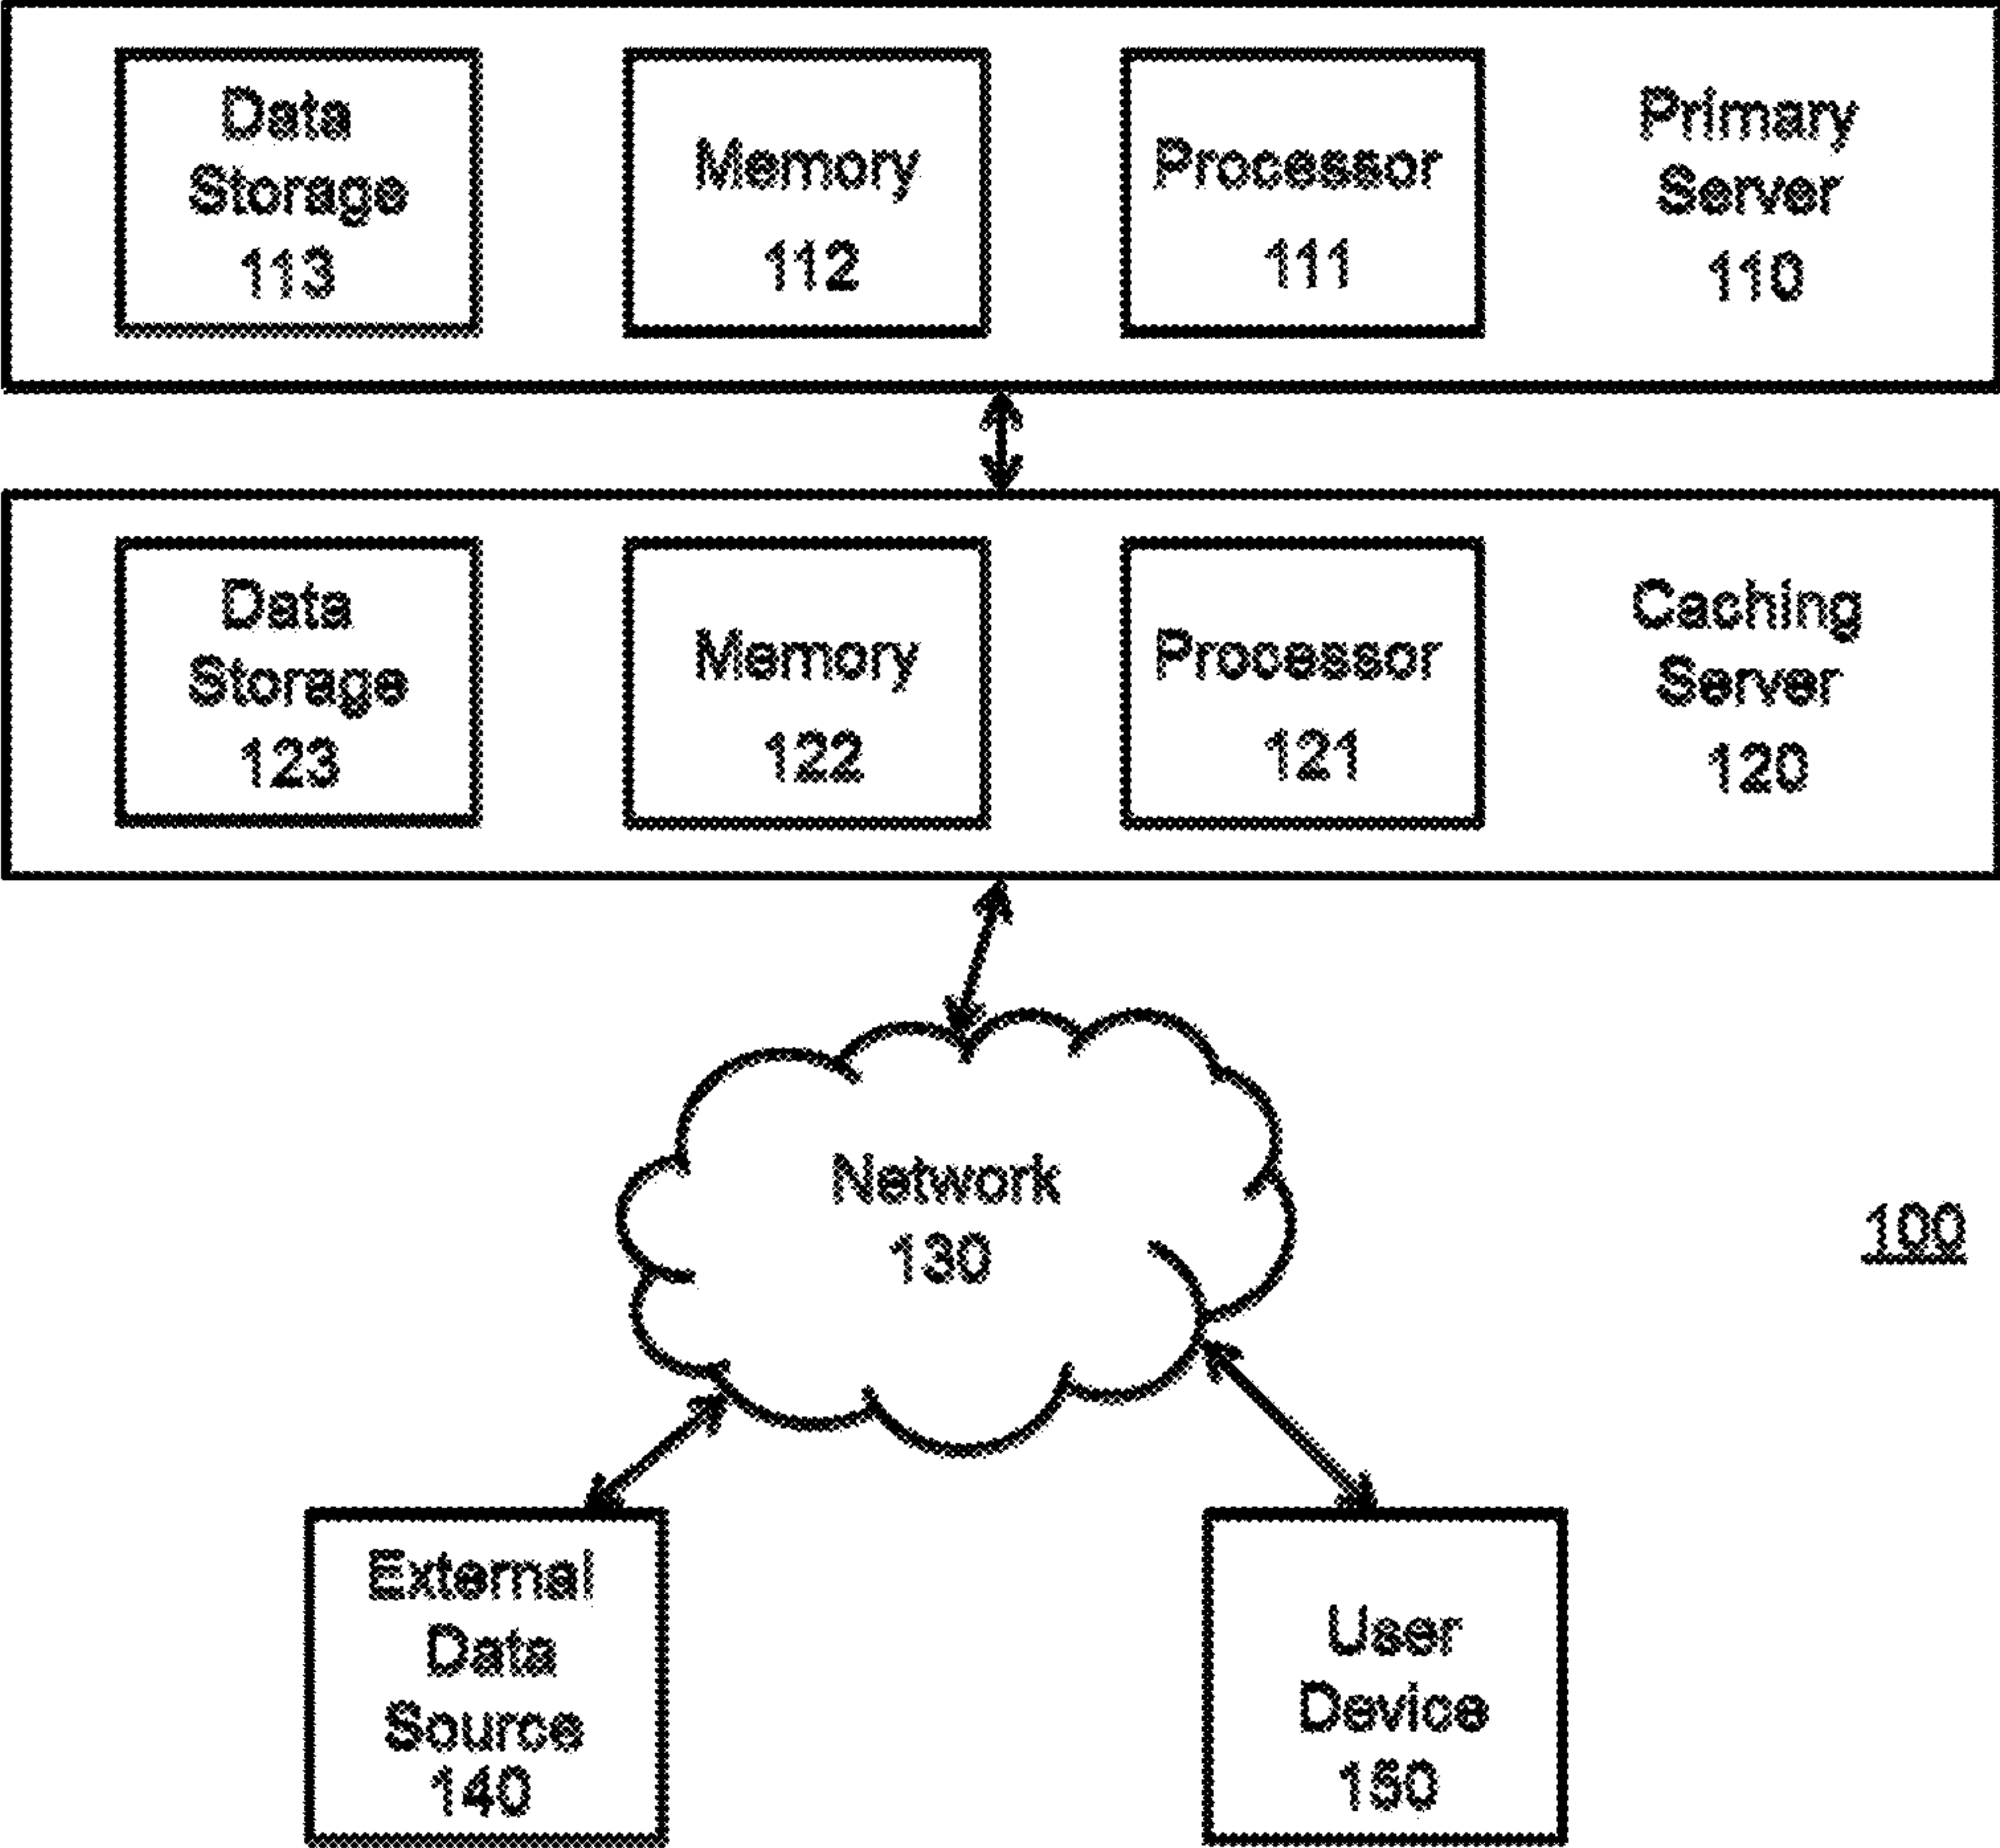 Data
Storage
113
Memory
112
Processor
111
Primary
Server
110
Data
Storage
123
Memory
122
Processor
121
Caching
Server
120
Network
130
100
External
Data
Source
140
User
Device
150